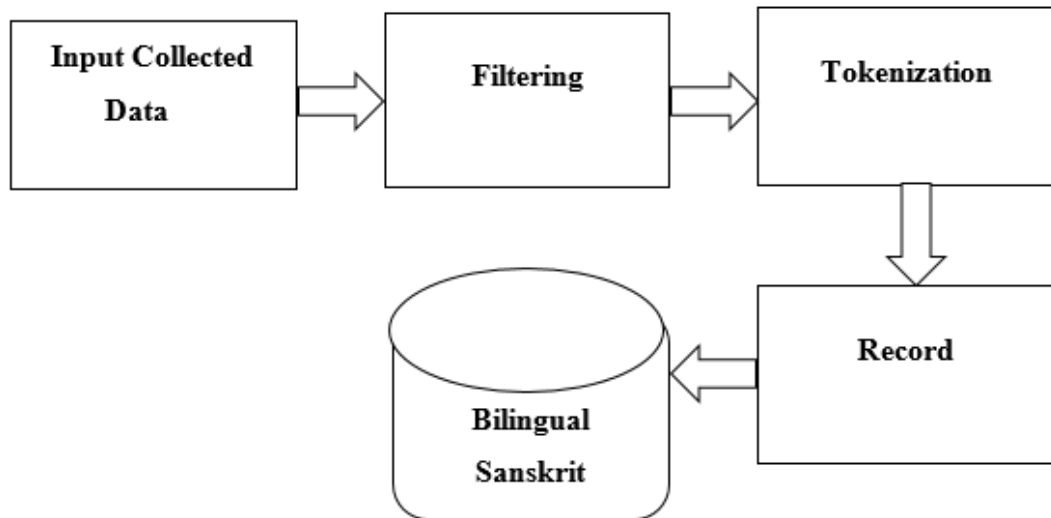 Input Collected
Data
Filtering
Tokenization
Record
Bilingual
Sanskrit